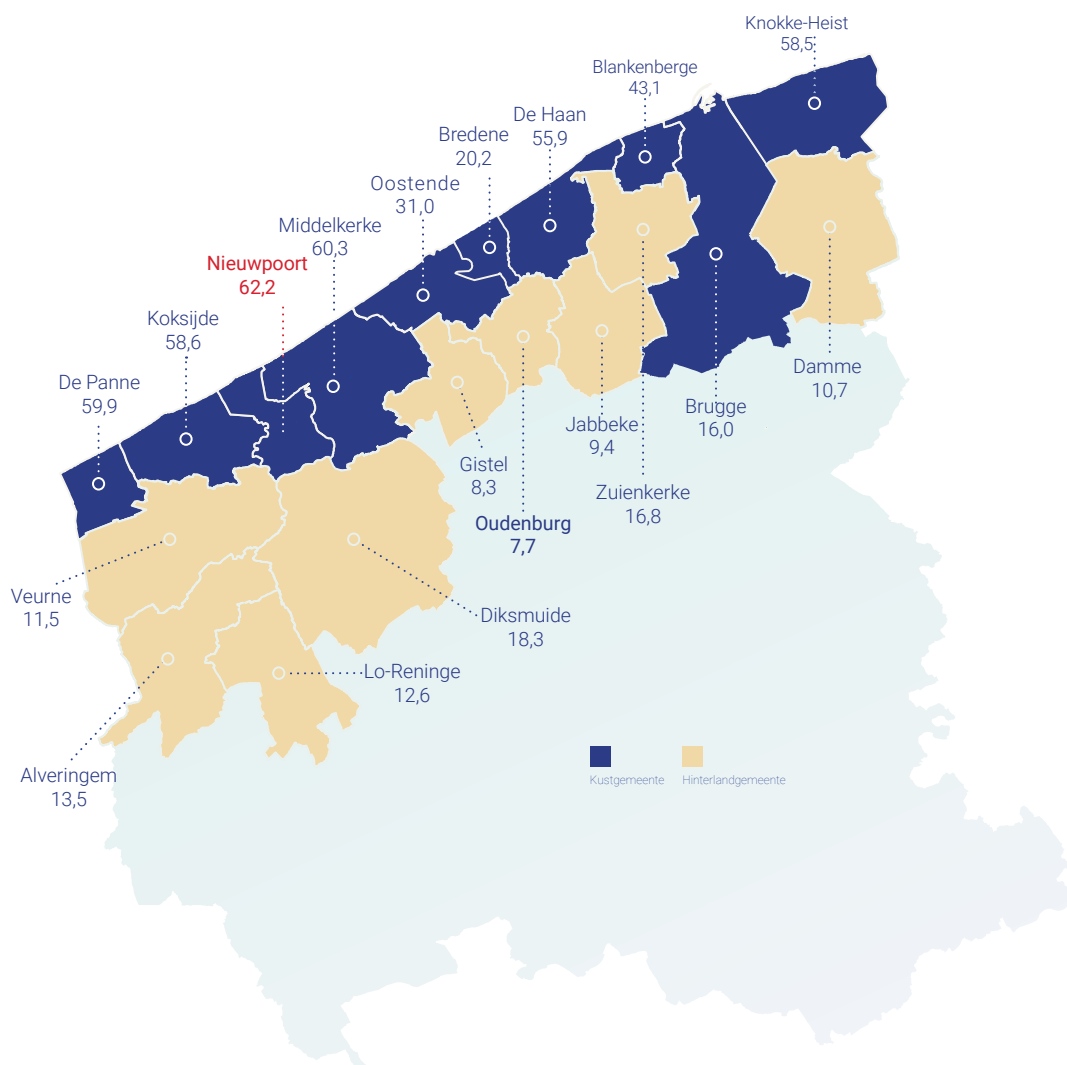 Knokke-Heist
58,5
Blankenberge
43,1
De Haan
55,9
Bredene
20,2
Oostende
31,0
Middelkerke
60,3
Nieuwpoort
62,2
Koksijde
58,6
De Panne
59,9
Damme
10,7
Brugge
16,0
Jabbeke
9,4
Gistel
8,3
Zuienkerke
16,8
Oudenburg
7,7
Veurne
11,5
Diksmuide
18,3
Lo-Reninge
12,6
Alveringem
13,5
Kustgemeente
Hinterlandgemeente